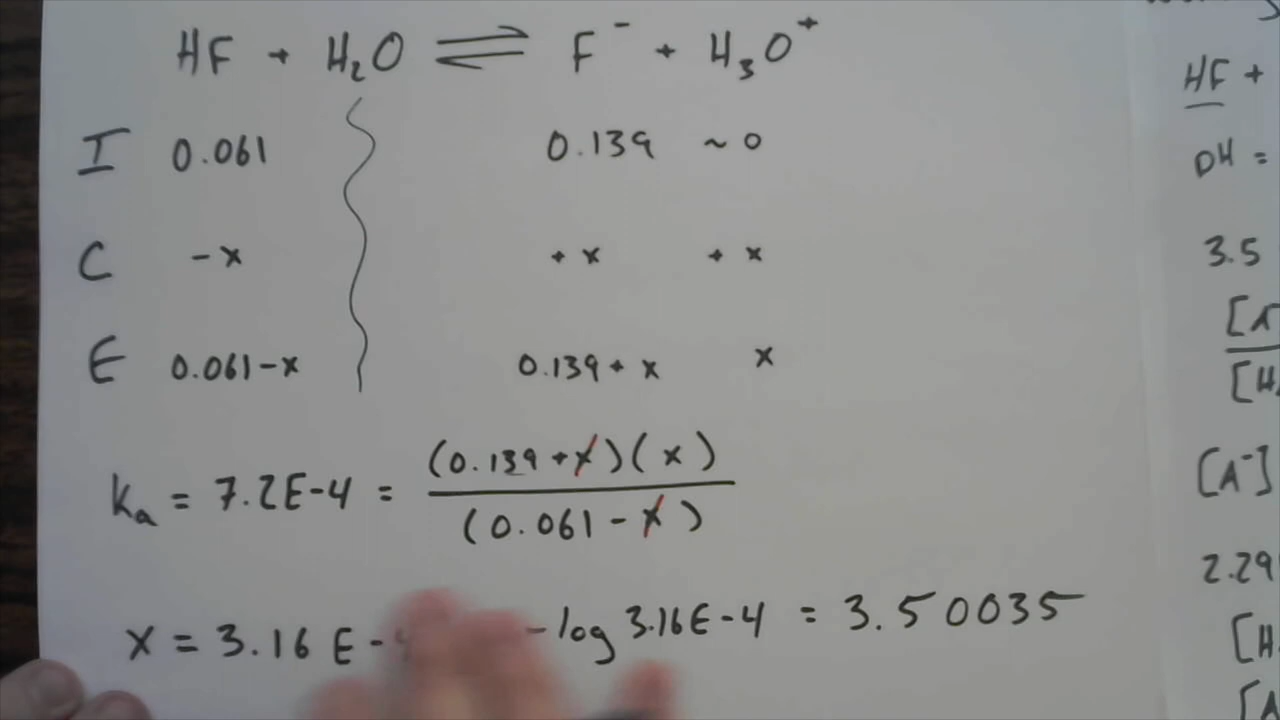 HF + H₂O ⇌ F⁻ + H₃O⁺
I 0.061 0.139 ~0
C -x +x +x
E 0.061-x 0.139+x x
Ka = 7.2E-4 = (0.139+x)(x)
(0.061-x)
x = 3.16E- -log 3.16E-4 = 3.50035
HF +
pH =
3.5
[A
[H
[A⁻]
2.29
[H
[A